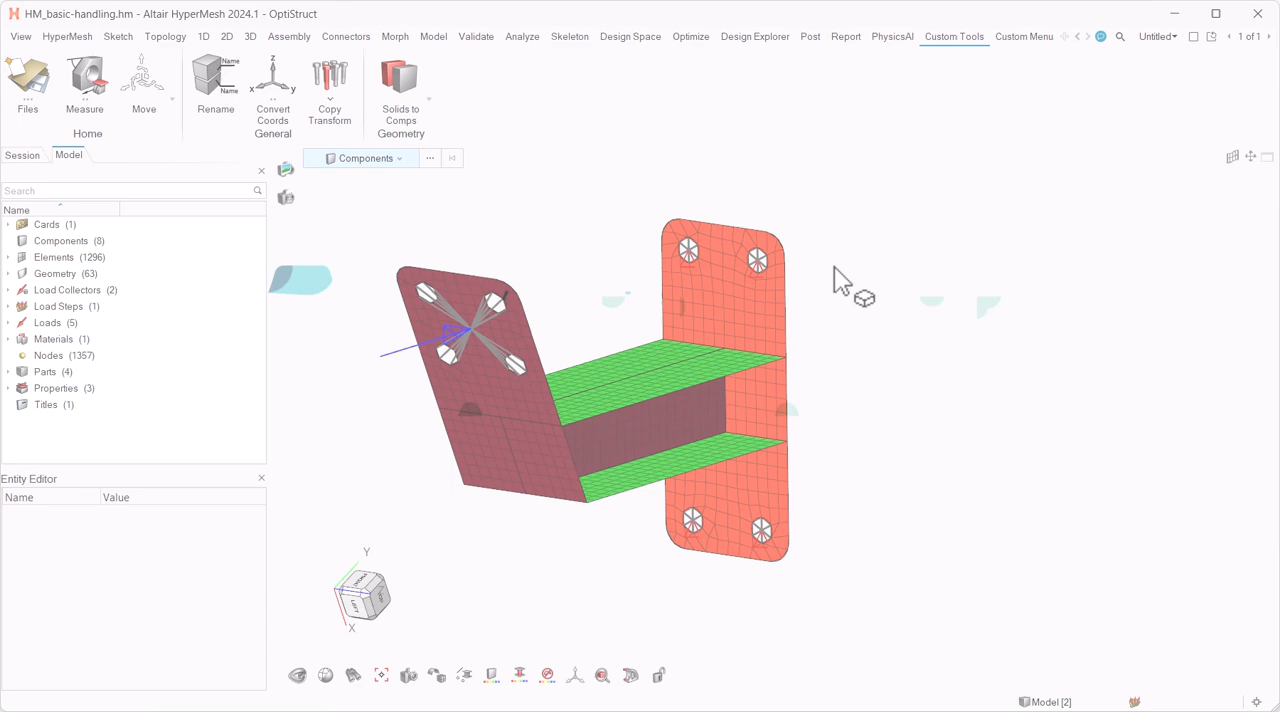 HM_basic-handling.hm - Altair HyperMesh 2024.1 - OptiStruct
View HyperMesh Sketch Topology 1D 2D 3D Assembly Connectors Morph Model Validate Analyze Skeleton Design Space Optimize Design Explorer Post Report PhysicsAI Custom Tools Custom Menu Untitled 1 of 1
Name
Name
z
x y
Files Measure Move Rename Convert Coords Copy Transform Solids to Comps
Home General Geometry
Session Model
Components
Search
Name
Cards (1)
Components (8)
Elements (1296)
Geometry (63)
Load Collectors (2)
Load Steps (1)
Loads (5)
Materials (1)
Nodes (1357)
Parts (4)
Properties (3)
Titles (1)
Entity Editor
Name Value
Y
LEFT
X
Model [2]